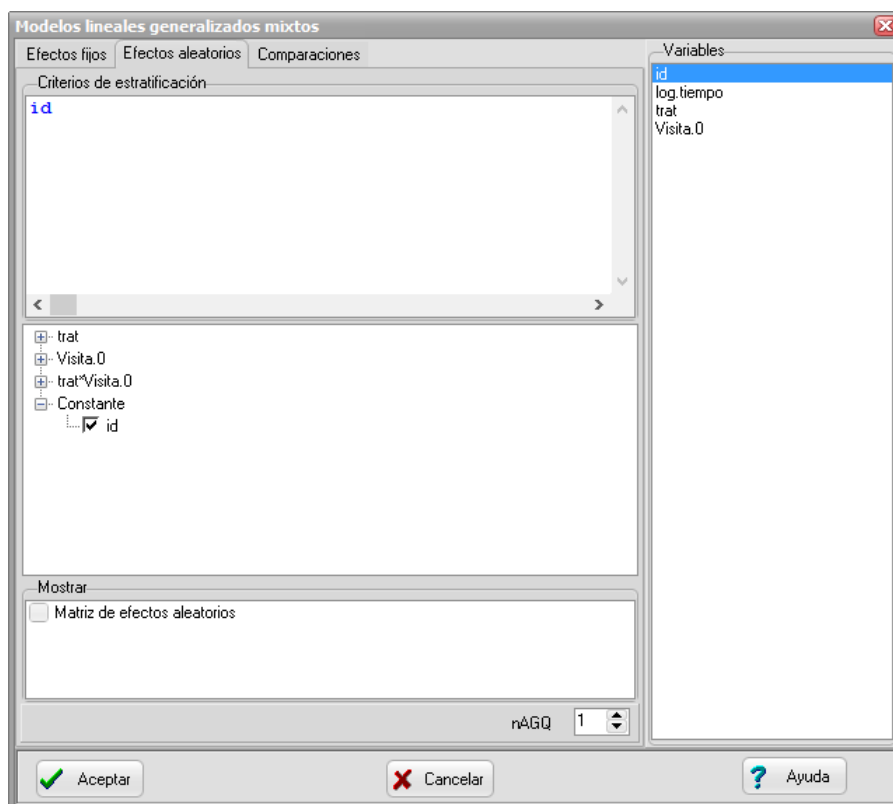 Modelos lineales generalizados mixtos
Efectos fijos Efectos aleatorios Comparaciones
Criterios de estratificación
id
trat
Visita.0
trat*Visita.0
Constante
id
Mostrar
Matriz de efectos aleatorios
nAGQ 1
Variables
id
log.tiempo
trat
Visita.0
Aceptar Cancelar Ayuda